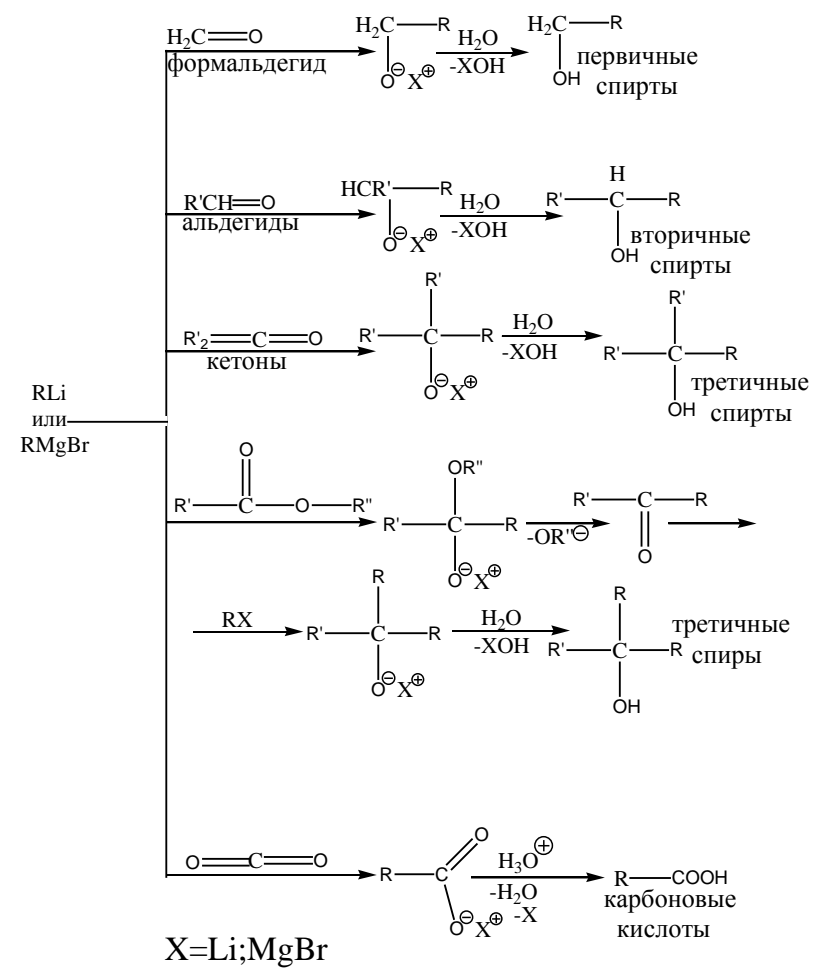 H₂C=O
формальдегид
H₂C—R
O⊖ X⊕
H₂O
-XOH
H₂C—R
OH
первичные
спирты
R'CH=O
альдегиды
HCR'—R
O⊖ X⊕
H₂O
-XOH
H
R'—C—R
OH
вторичные
спирты
R'₂=C=O
кетоны
R'
R'—C—R
O⊖ X⊕
H₂O
-XOH
R'
R'—C—R
OH
третичные
спирты
RLi
или
RMgBr
O
R'—C—O—R"
OR"
R'—C—R
O⊖ X⊕
-OR"⊖
R'—C—R
O
RX
R
R'—C—R
O⊖ X⊕
H₂O
-XOH
R
R'—C—R
OH
третичные
спиры
O=C=O
O
R—C
O⊖ X⊕
H₃O⊕
-H₂O
-X
R—COOH
карбоновые
кислоты
X=Li;MgBr